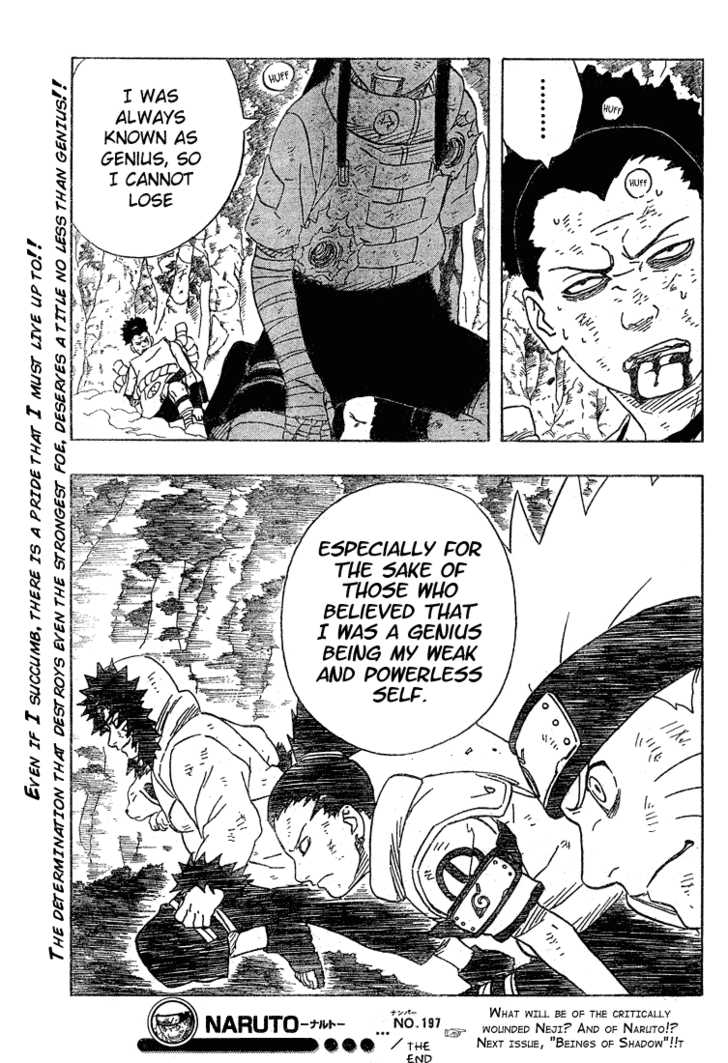 ......
HUFF
HUFF
HUFF
I WAS
ALWAYS
KNOWN AS
GENIUS, SO
I CANNOT
LOSE
ESPECIALLY FOR
THE SAKE OF
THOSE WHO
BELIEVED THAT
I WAS A GENIUS
BEING MY WEAK
AND POWERLESS
SELF.
EVEN IF I SUCCUMB, THERE IS A PRIDE THAT I MUST LIVE UP TO!!
THE DETERMINATION THAT DESTROYS EVEN THE STRONGEST FOE, DESERVES A TITLE NO LESS THAN GENIUS!!
NARUTO -ナルト-
ナンバー
... NO.197
/ THE
END
WHAT WILL BE OF THE CRITICALLY
WOUNDED NEJI? AND OF NARUTO!?
NEXT ISSUE, "BEINGS OF SHADOW"!!T